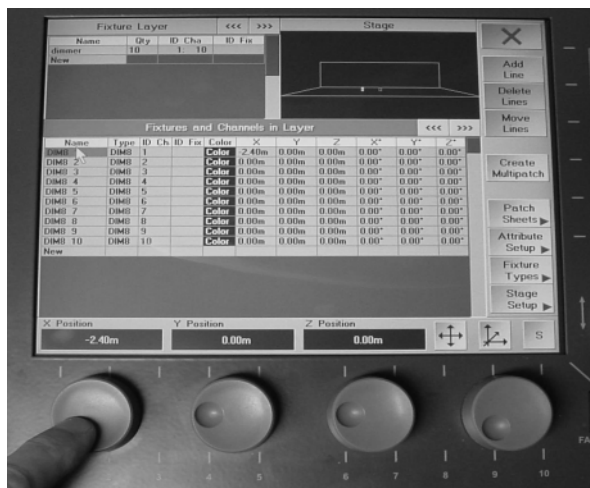 Fixture Layer <<< >>> Stage
Name Qty ID Cha ID Fix
dimmer 10 1 10
New
Add
Line
Delete
Lines
Move
Lines
Create
Multipatch
Patch
Sheets
Attribute
Setup
Fixture
Types
Stage
Setup
Fixtures and Channels in Layer <<< >>>
Name Type ID Ch ID Fix Color X Y Z X° Y° Z°
DIM8 DIM8 1 Color -2.40m 0.00m 0.00m 0.00° 0.00° 0.00°
DIM8 2 DIM8 2 Color 0.00m 0.00m 0.00m 0.00° 0.00° 0.00°
DIM8 3 DIM8 3 Color 0.00m 0.00m 0.00m 0.00° 0.00° 0.00°
DIM8 4 DIM8 4 Color 0.00m 0.00m 0.00m 0.00° 0.00° 0.00°
DIM8 5 DIM8 5 Color 0.00m 0.00m 0.00m 0.00° 0.00° 0.00°
DIM8 6 DIM8 6 Color 0.00m 0.00m 0.00m 0.00° 0.00° 0.00°
DIM8 7 DIM8 7 Color 0.00m 0.00m 0.00m 0.00° 0.00° 0.00°
DIM8 8 DIM8 8 Color 0.00m 0.00m 0.00m 0.00° 0.00° 0.00°
DIM8 9 DIM8 9 Color 0.00m 0.00m 0.00m 0.00° 0.00° 0.00°
DIM8 10 DIM8 10 Color 0.00m 0.00m 0.00m 0.00° 0.00° 0.00°
New
X Position Y Position Z Position
-2.40m 0.00m 0.00m S
FA
3 4 5 6 7 8 9 10